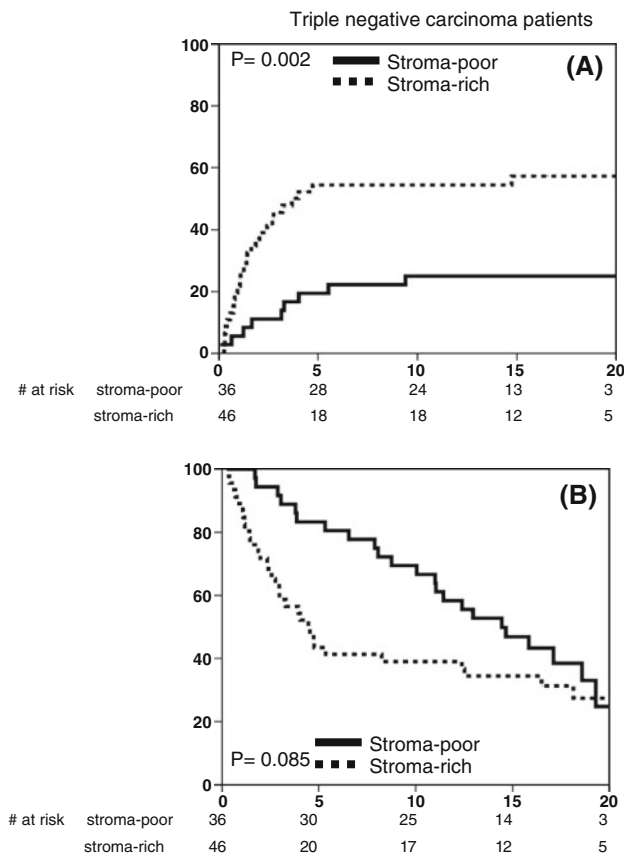 Triple negative carcinoma patients
100
P= 0.002
Stroma-poor
(A)
Stroma-rich
80
60
40
20
0
0 5 10 15 20
# at risk stroma-poor 36 28 24 13 3
stroma-rich 46 18 18 12 5
100
(B)
80
60
40
20
Stroma-poor
P= 0.085
Stroma-rich
0
0 5 10 15 20
# at risk stroma-poor 36 30 25 14 3
stroma-rich 46 20 17 12 5